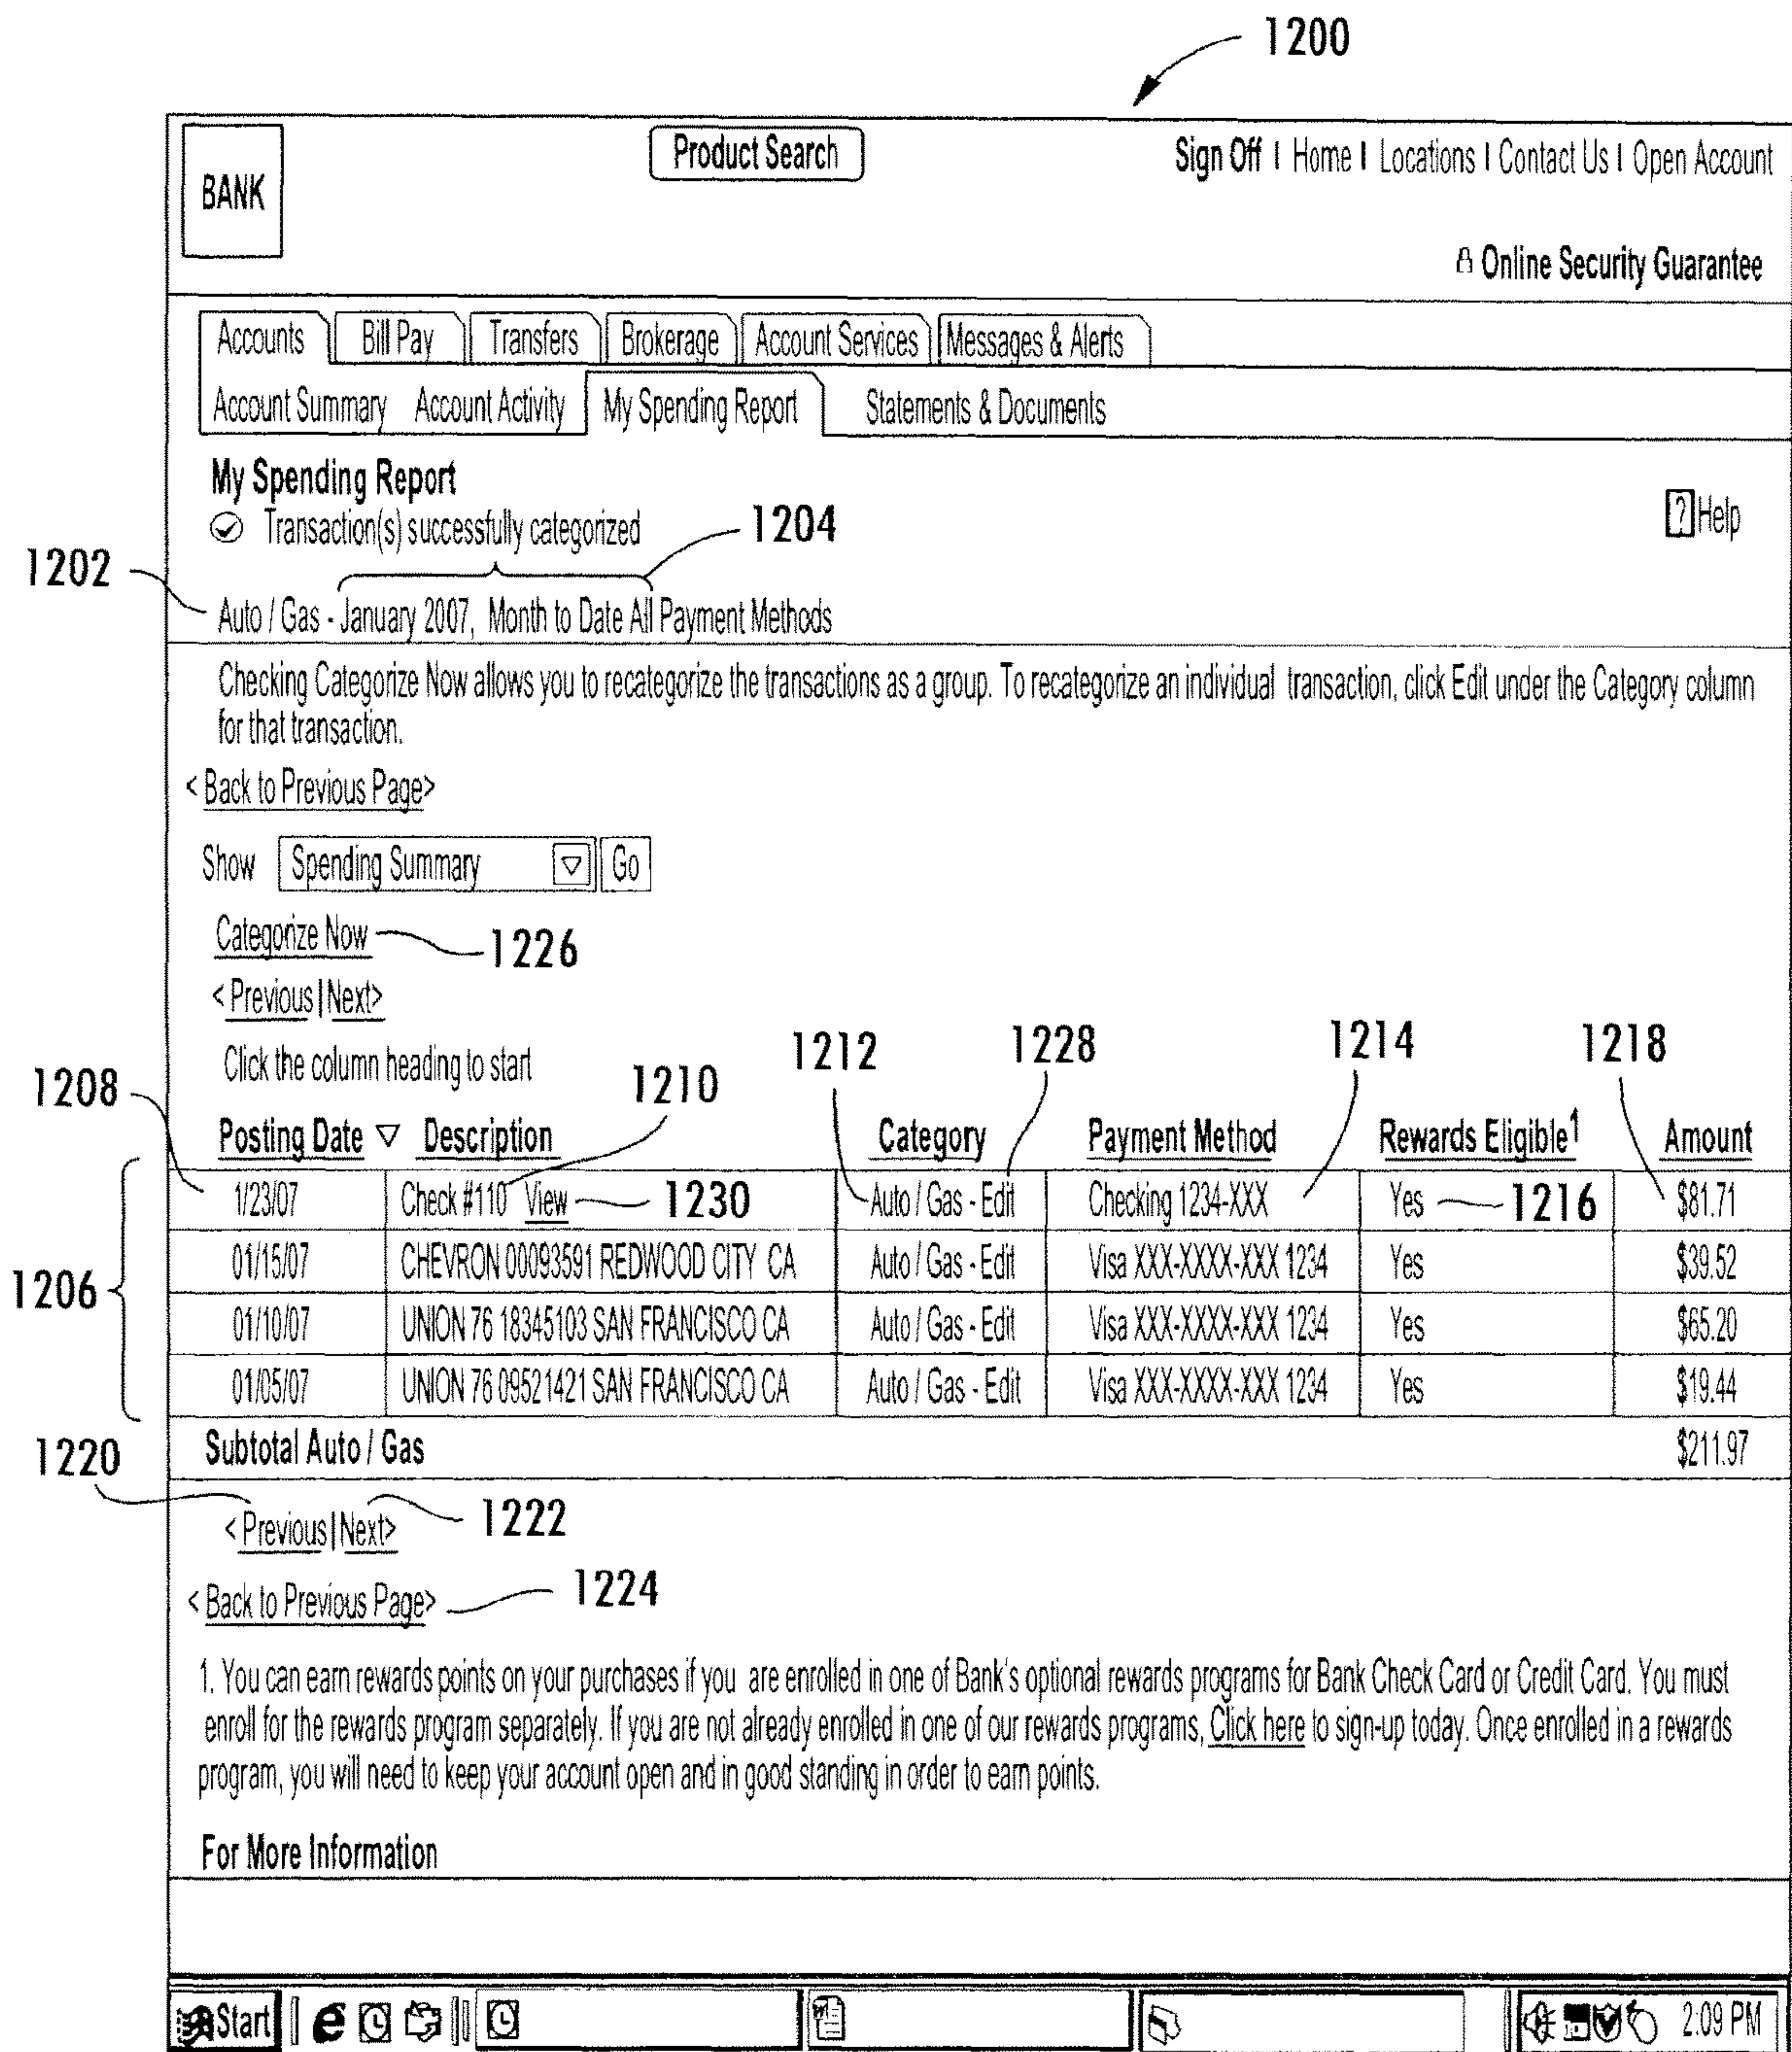 1200
BANK
Product Search
Sign Off | Home | Locations | Contact Us | Open Account
Online Security Guarantee
Accounts Bill Pay Transfers Brokerage Account Services Messages & Alerts
Account Summary Account Activity My Spending Report Statements & Documents
My Spending Report
Transaction(s) successfully categorized
1204
? Help
1202
Auto / Gas - January 2007, Month to Date All Payment Methods
Checking Categorize Now allows you to recategorize the transactions as a group. To recategorize an individual transaction, click Edit under the Category column
for that transaction.
< Back to Previous Page>
Show Spending Summary Go
Categorize Now 1226
< Previous | Next>
Click the column heading to start
1208 1210 1212 1228 1214 1218
Posting Date Description Category Payment Method Rewards Eligible1 Amount
1/23/07 Check #110 View 1230 Auto / Gas - Edit Checking 1234-XXX Yes 1216 $81.71
01/15/07 CHEVRON 00093591 REDWOOD CITY CA Auto / Gas - Edit Visa XXX-XXXX-XXX 1234 Yes $39.52
1206
01/10/07 UNION 76 18345103 SAN FRANCISCO CA Auto / Gas - Edit Visa XXX-XXXX-XXX 1234 Yes $65.20
01/05/07 UNION 76 09521421 SAN FRANCISCO CA Auto / Gas - Edit Visa XXX-XXXX-XXX 1234 Yes $19.44
1220
Subtotal Auto / Gas $211.97
< Previous | Next> 1222
< Back to Previous Page> 1224
1. You can earn rewards points on your purchases if you are enrolled in one of Bank's optional rewards programs for Bank Check Card or Credit Card. You must
enroll for the rewards program separately. If you are not already enrolled in one of our rewards programs, Click here to sign-up today. Once enrolled in a rewards
program, you will need to keep your account open and in good standing in order to earn points.
For More Information
Start 2:09 PM